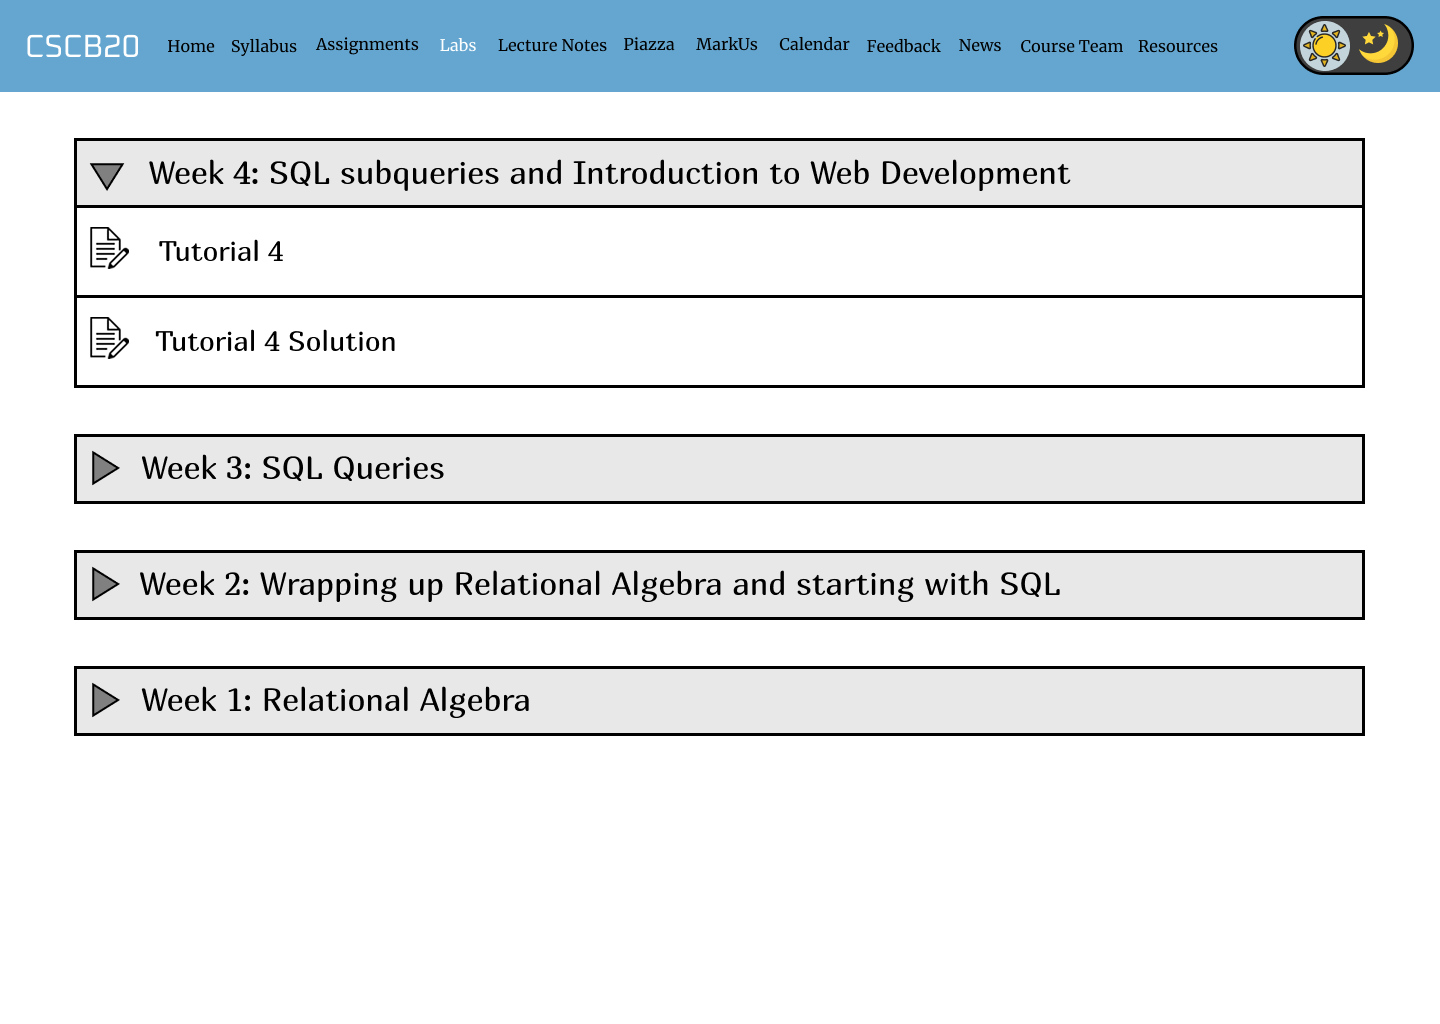 CSCB20 Home Syllabus Assignments Labs Lecture Notes Piazza MarkUs Calendar Feedback News Course Team Resources
Week 4: SQL subqueries and Introduction to Web Development
Tutorial 4
Tutorial 4 Solution
Week 3: SQL Queries
Week 2: Wrapping up Relational Algebra and starting with SQL
Week 1: Relational Algebra